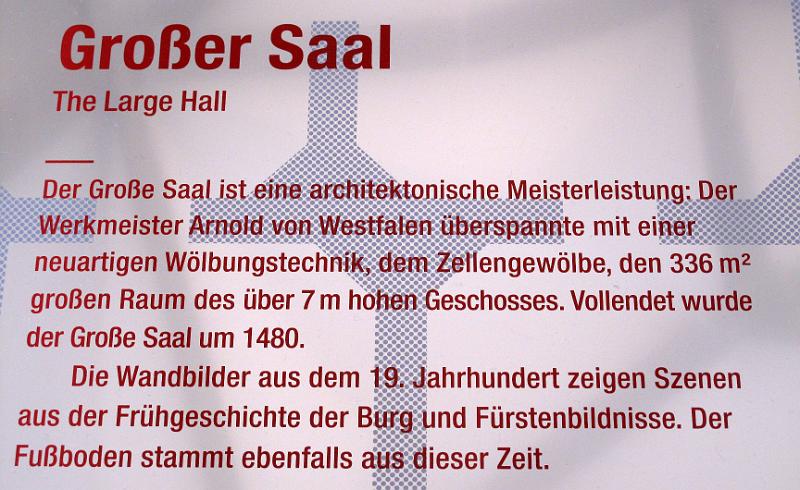 Großer Saal
The Large Hall
Der Große Saal ist eine architektonische Meisterleistung: Der
Werkmeister Arnold von Westfalen überspannte mit einer
neuartigen Wölbungstechnik, dem Zellengewölbe, den 336 m²
großen Raum des über 7 m hohen Geschosses. Vollendet wurde
der Große Saal um 1480.
Die Wandbilder aus dem 19. Jahrhundert zeigen Szenen
aus der Frühgeschichte der Burg und Fürstenbildnisse. Der
Fußboden stammt ebenfalls aus dieser Zeit.